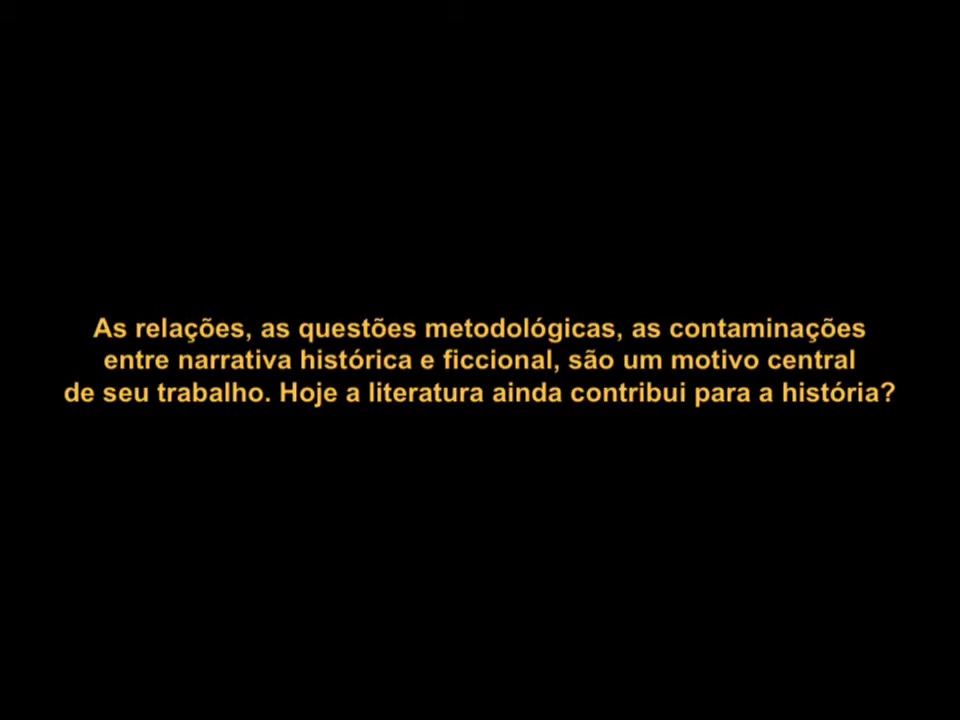 As relações, as questões metodológicas, as contaminações
entre narrativa histórica e ficcional, são um motivo central
de seu trabalho. Hoje a literatura ainda contribui para a história?